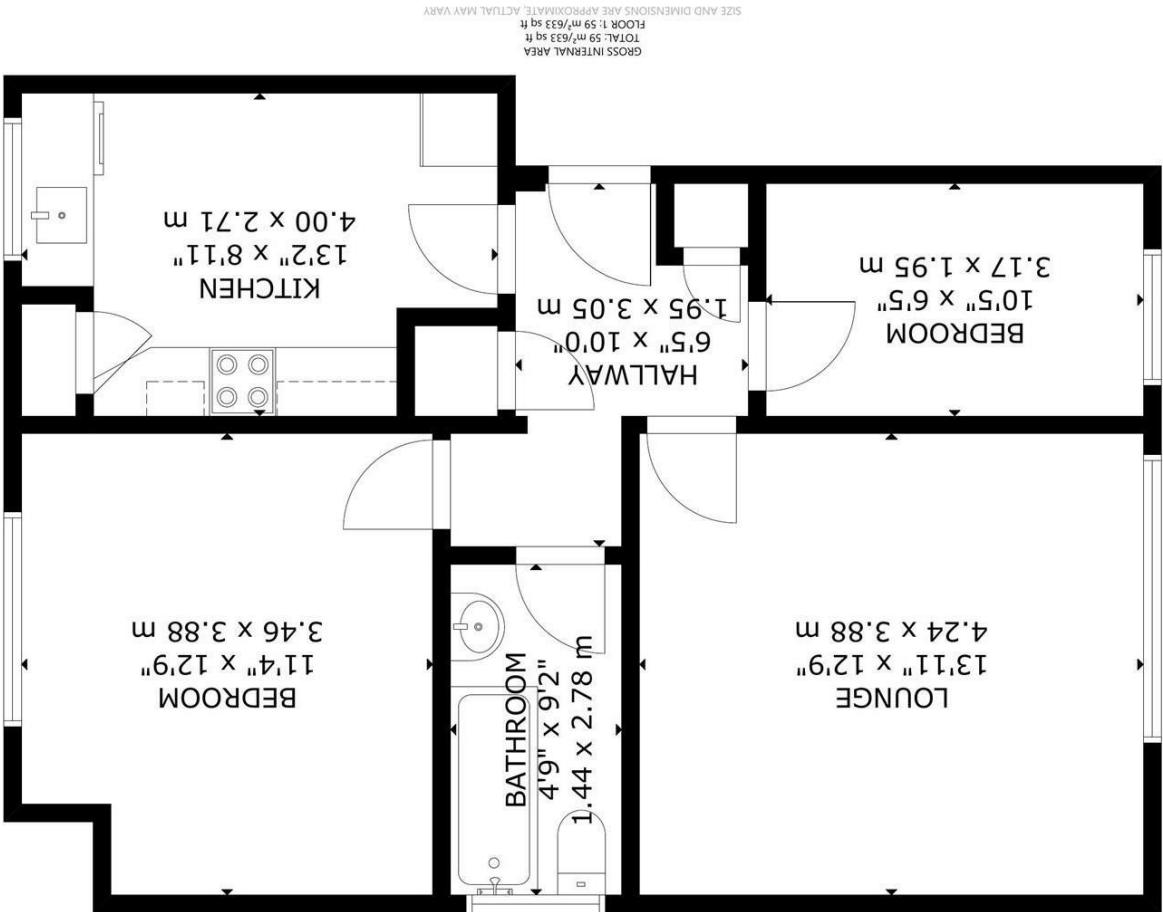 LOUNGE
13'11" x 12'9"
4.24 x 3.88 m
BATHROOM
4'9" x 9'2"
1.44 x 2.78 m
BEDROOM
11'4" x 12'9"
3.46 x 3.88 m
BEDROOM
10'5" x 6'5"
3.17 x 1.95 m
HALLWAY
6'5" x 10'0"
1.95 x 3.05 m
KITCHEN
13'2" x 8'11"
4.00 x 2.71 m
GROSS INTERNAL AREA
TOTAL: 59 m²/633 sq ft
FLOOR 1: 59 m²/633 sq ft
SIZE AND DIMENSIONS ARE APPROXIMATE, ACTUAL MAY VARY